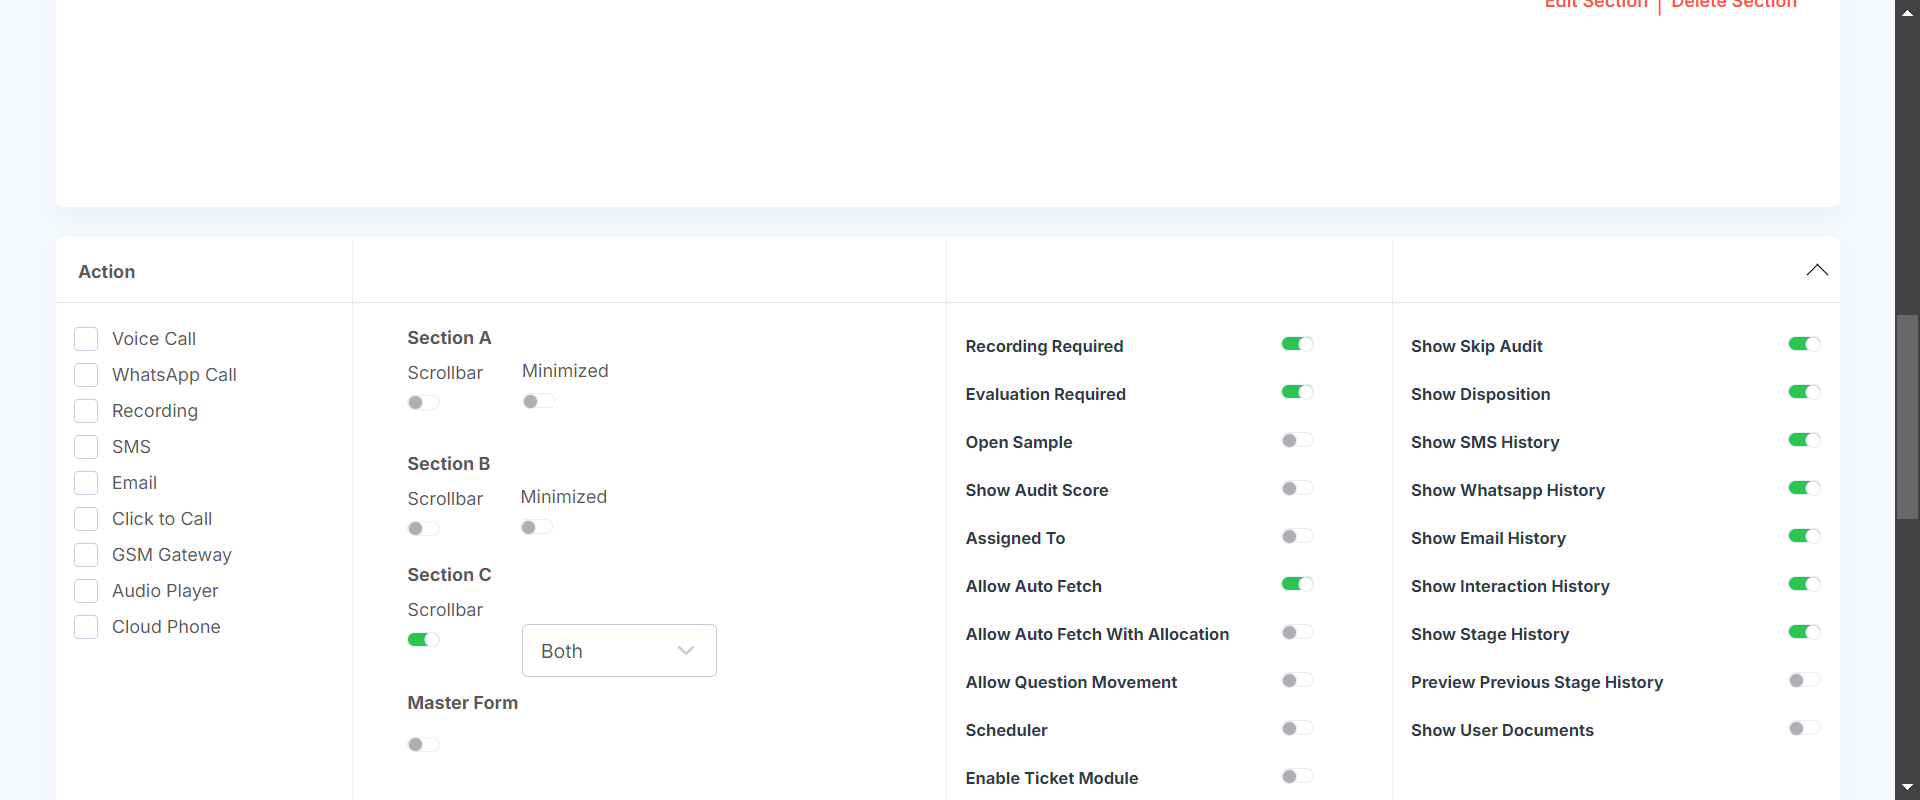 Edit Section | Delete Section
Action
Voice Call
WhatsApp Call
Recording
SMS
Email
Click to Call
GSM Gateway
Audio Player
Cloud Phone
Section A
Scrollbar Minimized
Section B
Scrollbar Minimized
Section C
Scrollbar
Both
Master Form
Recording Required
Evaluation Required
Open Sample
Show Audit Score
Assigned To
Allow Auto Fetch
Allow Auto Fetch With Allocation
Allow Question Movement
Scheduler
Enable Ticket Module
Show Skip Audit
Show Disposition
Show SMS History
Show Whatsapp History
Show Email History
Show Interaction History
Show Stage History
Preview Previous Stage History
Show User Documents